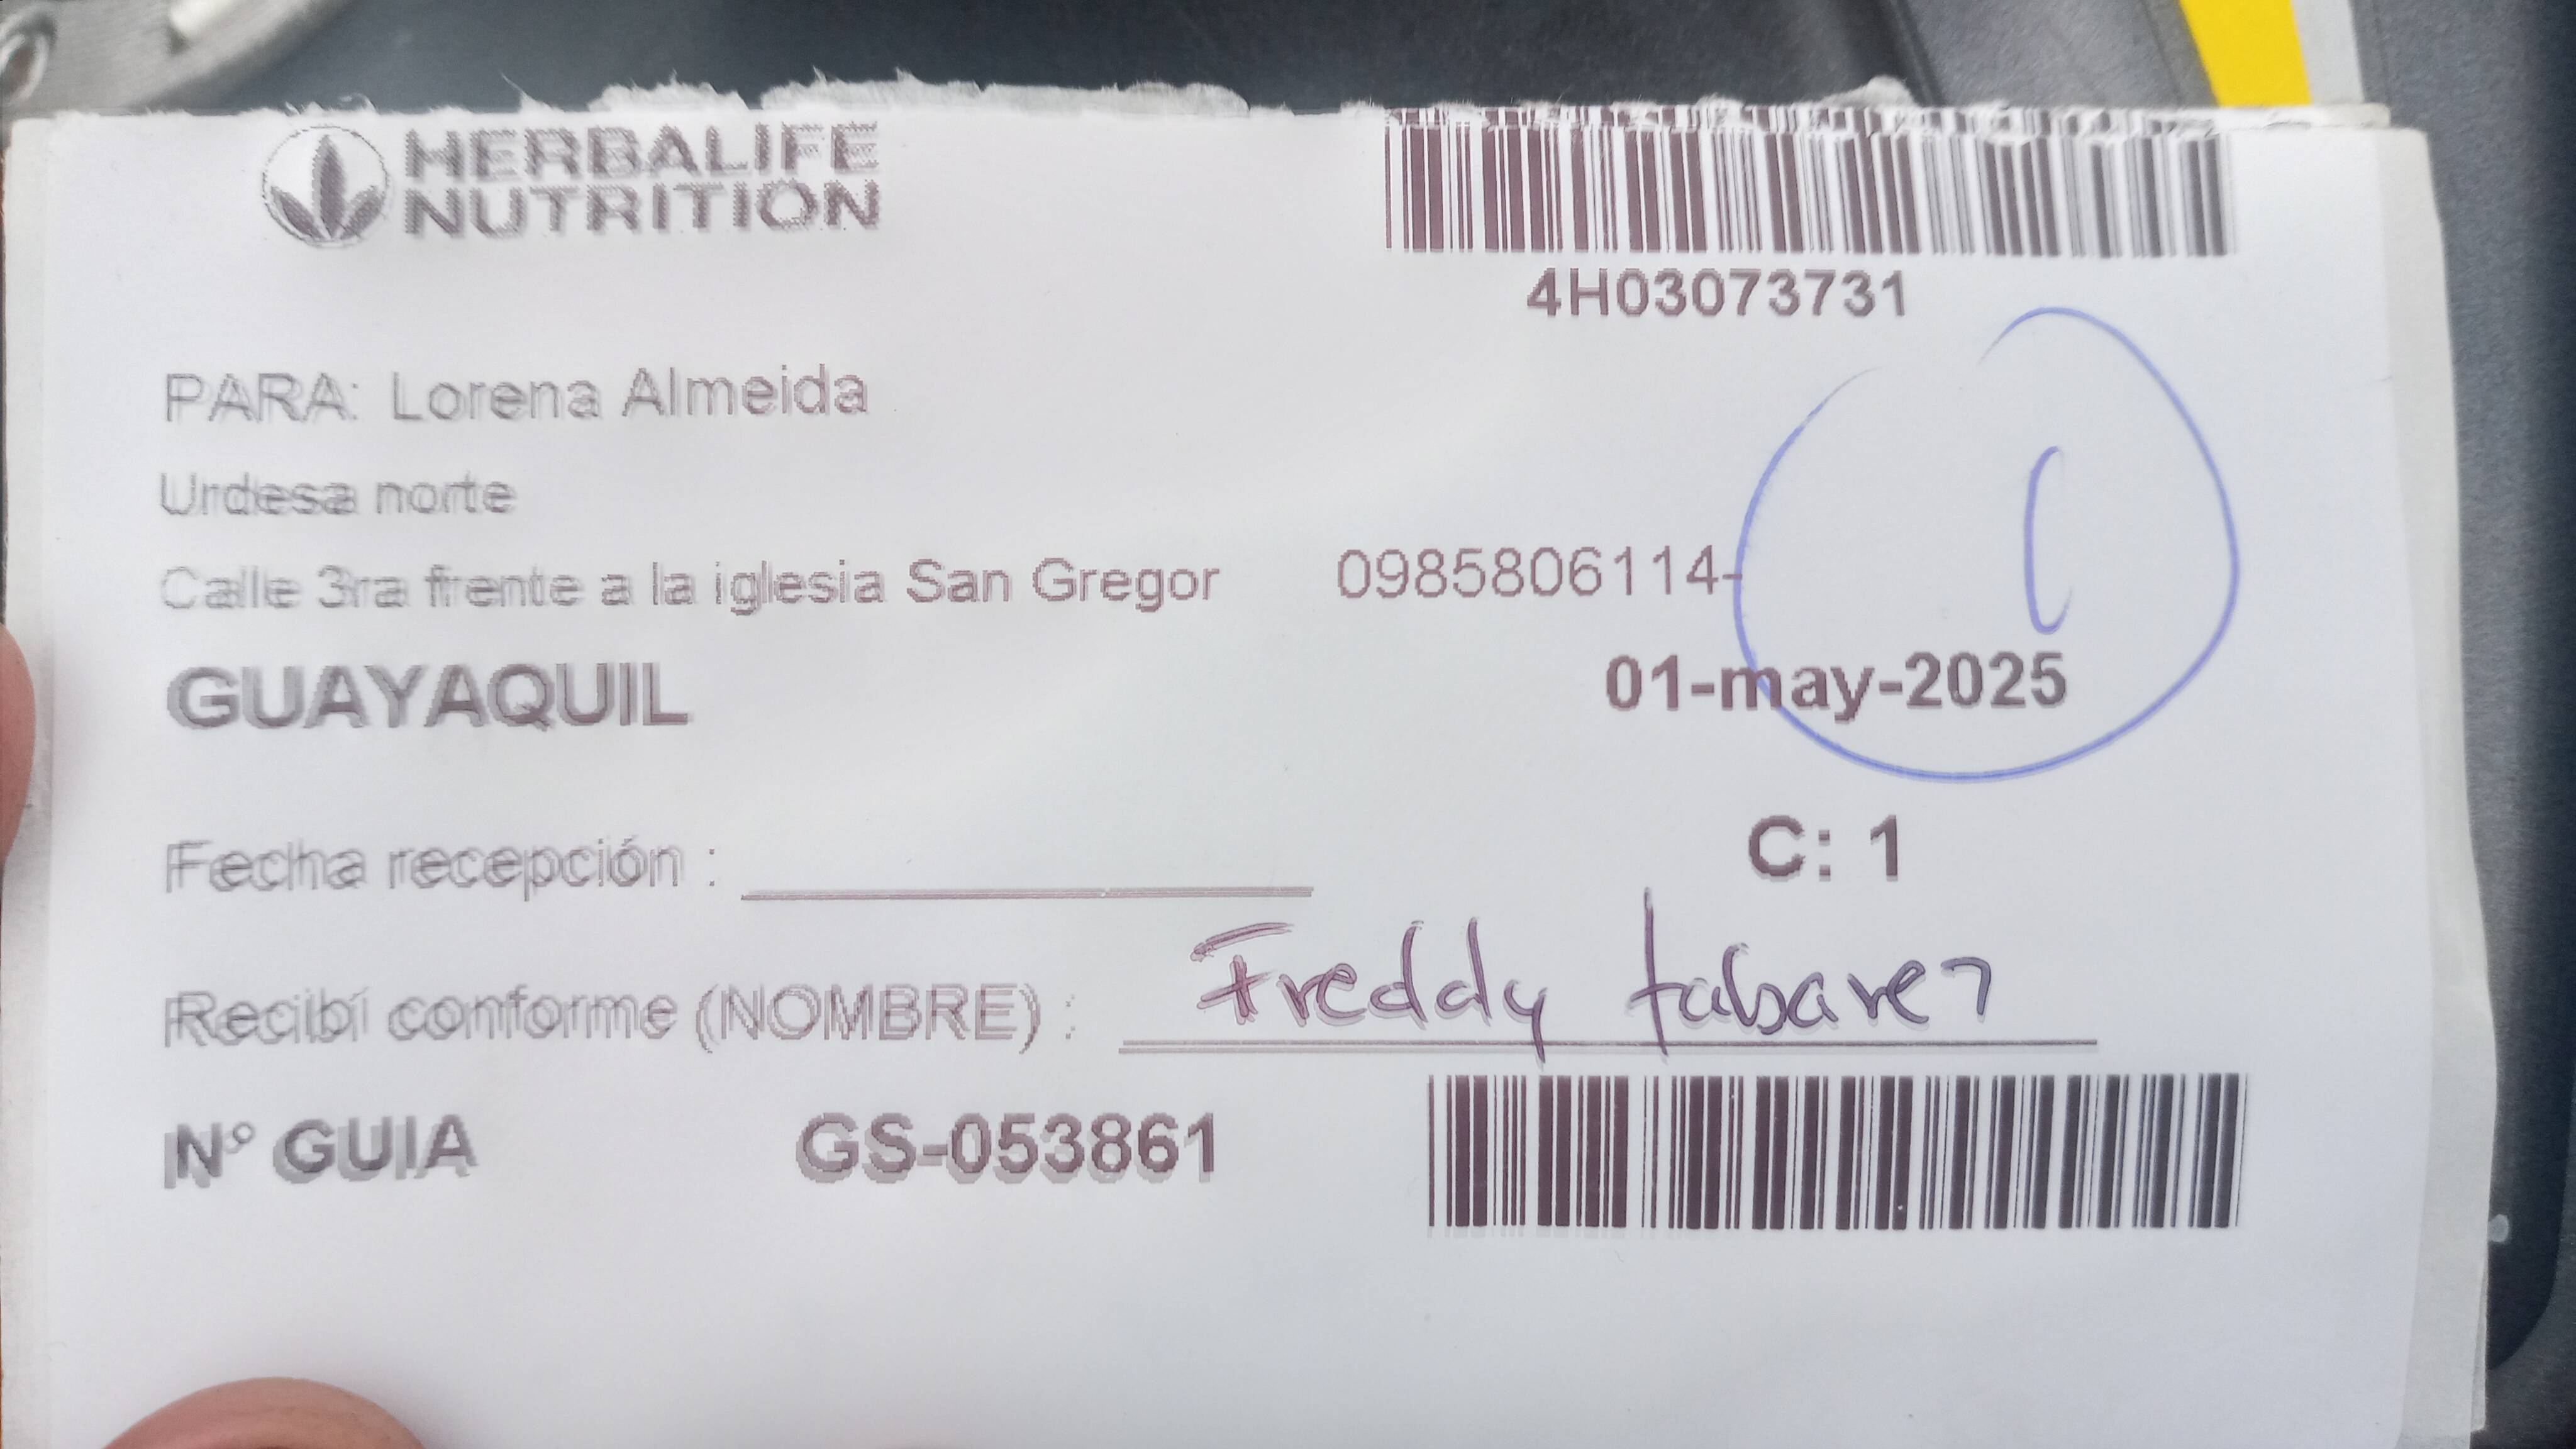 HERBALIFE
NUTRITION
4H03073731
PARA: Lorena Almeida
Urdesa norte
Calle 3ra frente a la iglesia San Gregor 0985806114-
GUAYAQUIL
01-may-2025
C: 1
Fecha recepción :
Recibí conforme (NOMBRE) : Freddy tabarez
Nº GUIA GS-053861